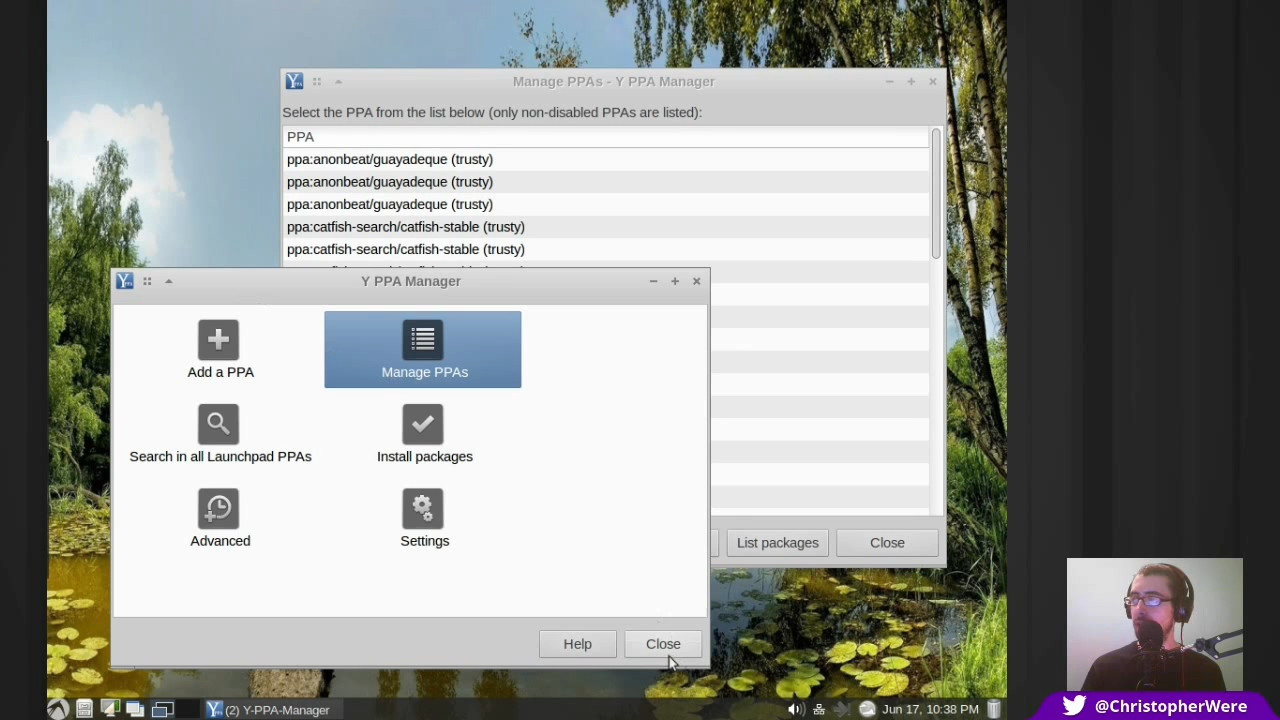 Manage PPAs - Y PPA Manager
Select the PPA from the list below (only non-disabled PPAs are listed):
PPA
ppa:anonbeat/guayadeque (trusty)
ppa:anonbeat/guayadeque (trusty)
ppa:anonbeat/guayadeque (trusty)
ppa:catfish-search/catfish-stable (trusty)
ppa:catfish-search/catfish-stable (trusty)
List packages
Close
Y PPA Manager
Add a PPA
Manage PPAs
Search in all Launchpad PPAs
Install packages
Advanced
Settings
Help
Close
(2) Y-PPA-Manager
Jun 17, 10:38 PM
@ChristopherWere